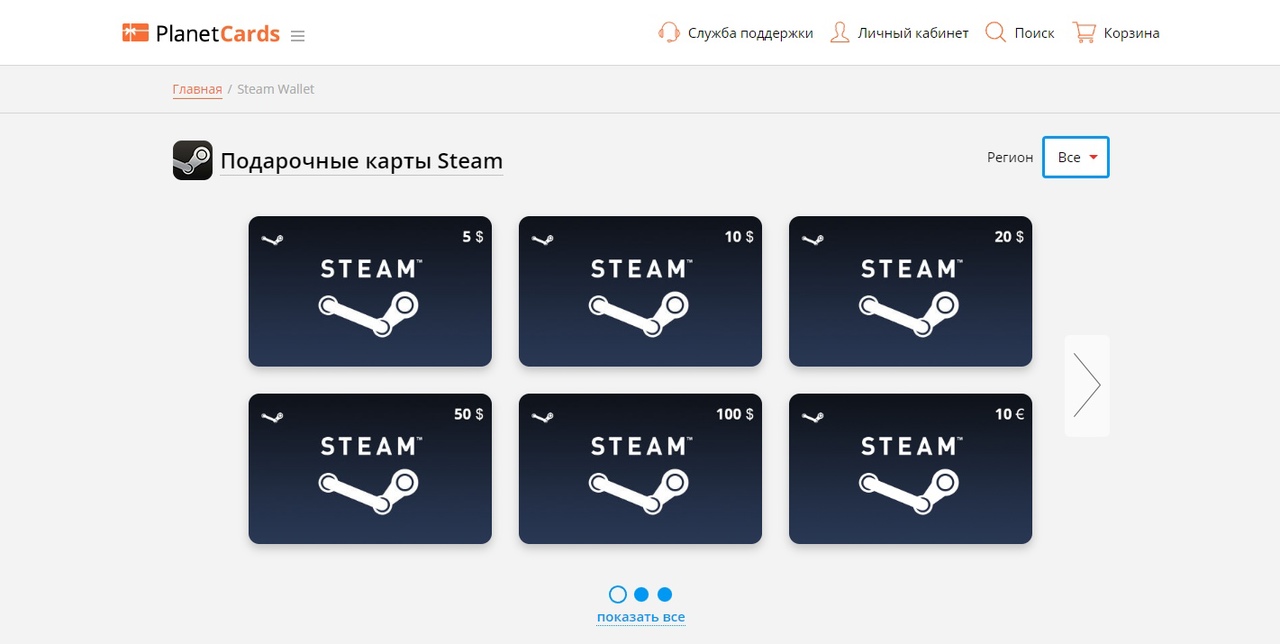 PlanetCards
Служба поддержки
Личный кабинет
Поиск
Корзина
Главная / Steam Wallet
Подарочные карты Steam
Регион
Все
5 $
STEAM™
10 $
STEAM™
20 $
STEAM™
50 $
STEAM™
100 $
STEAM™
10 €
STEAM™
показать все